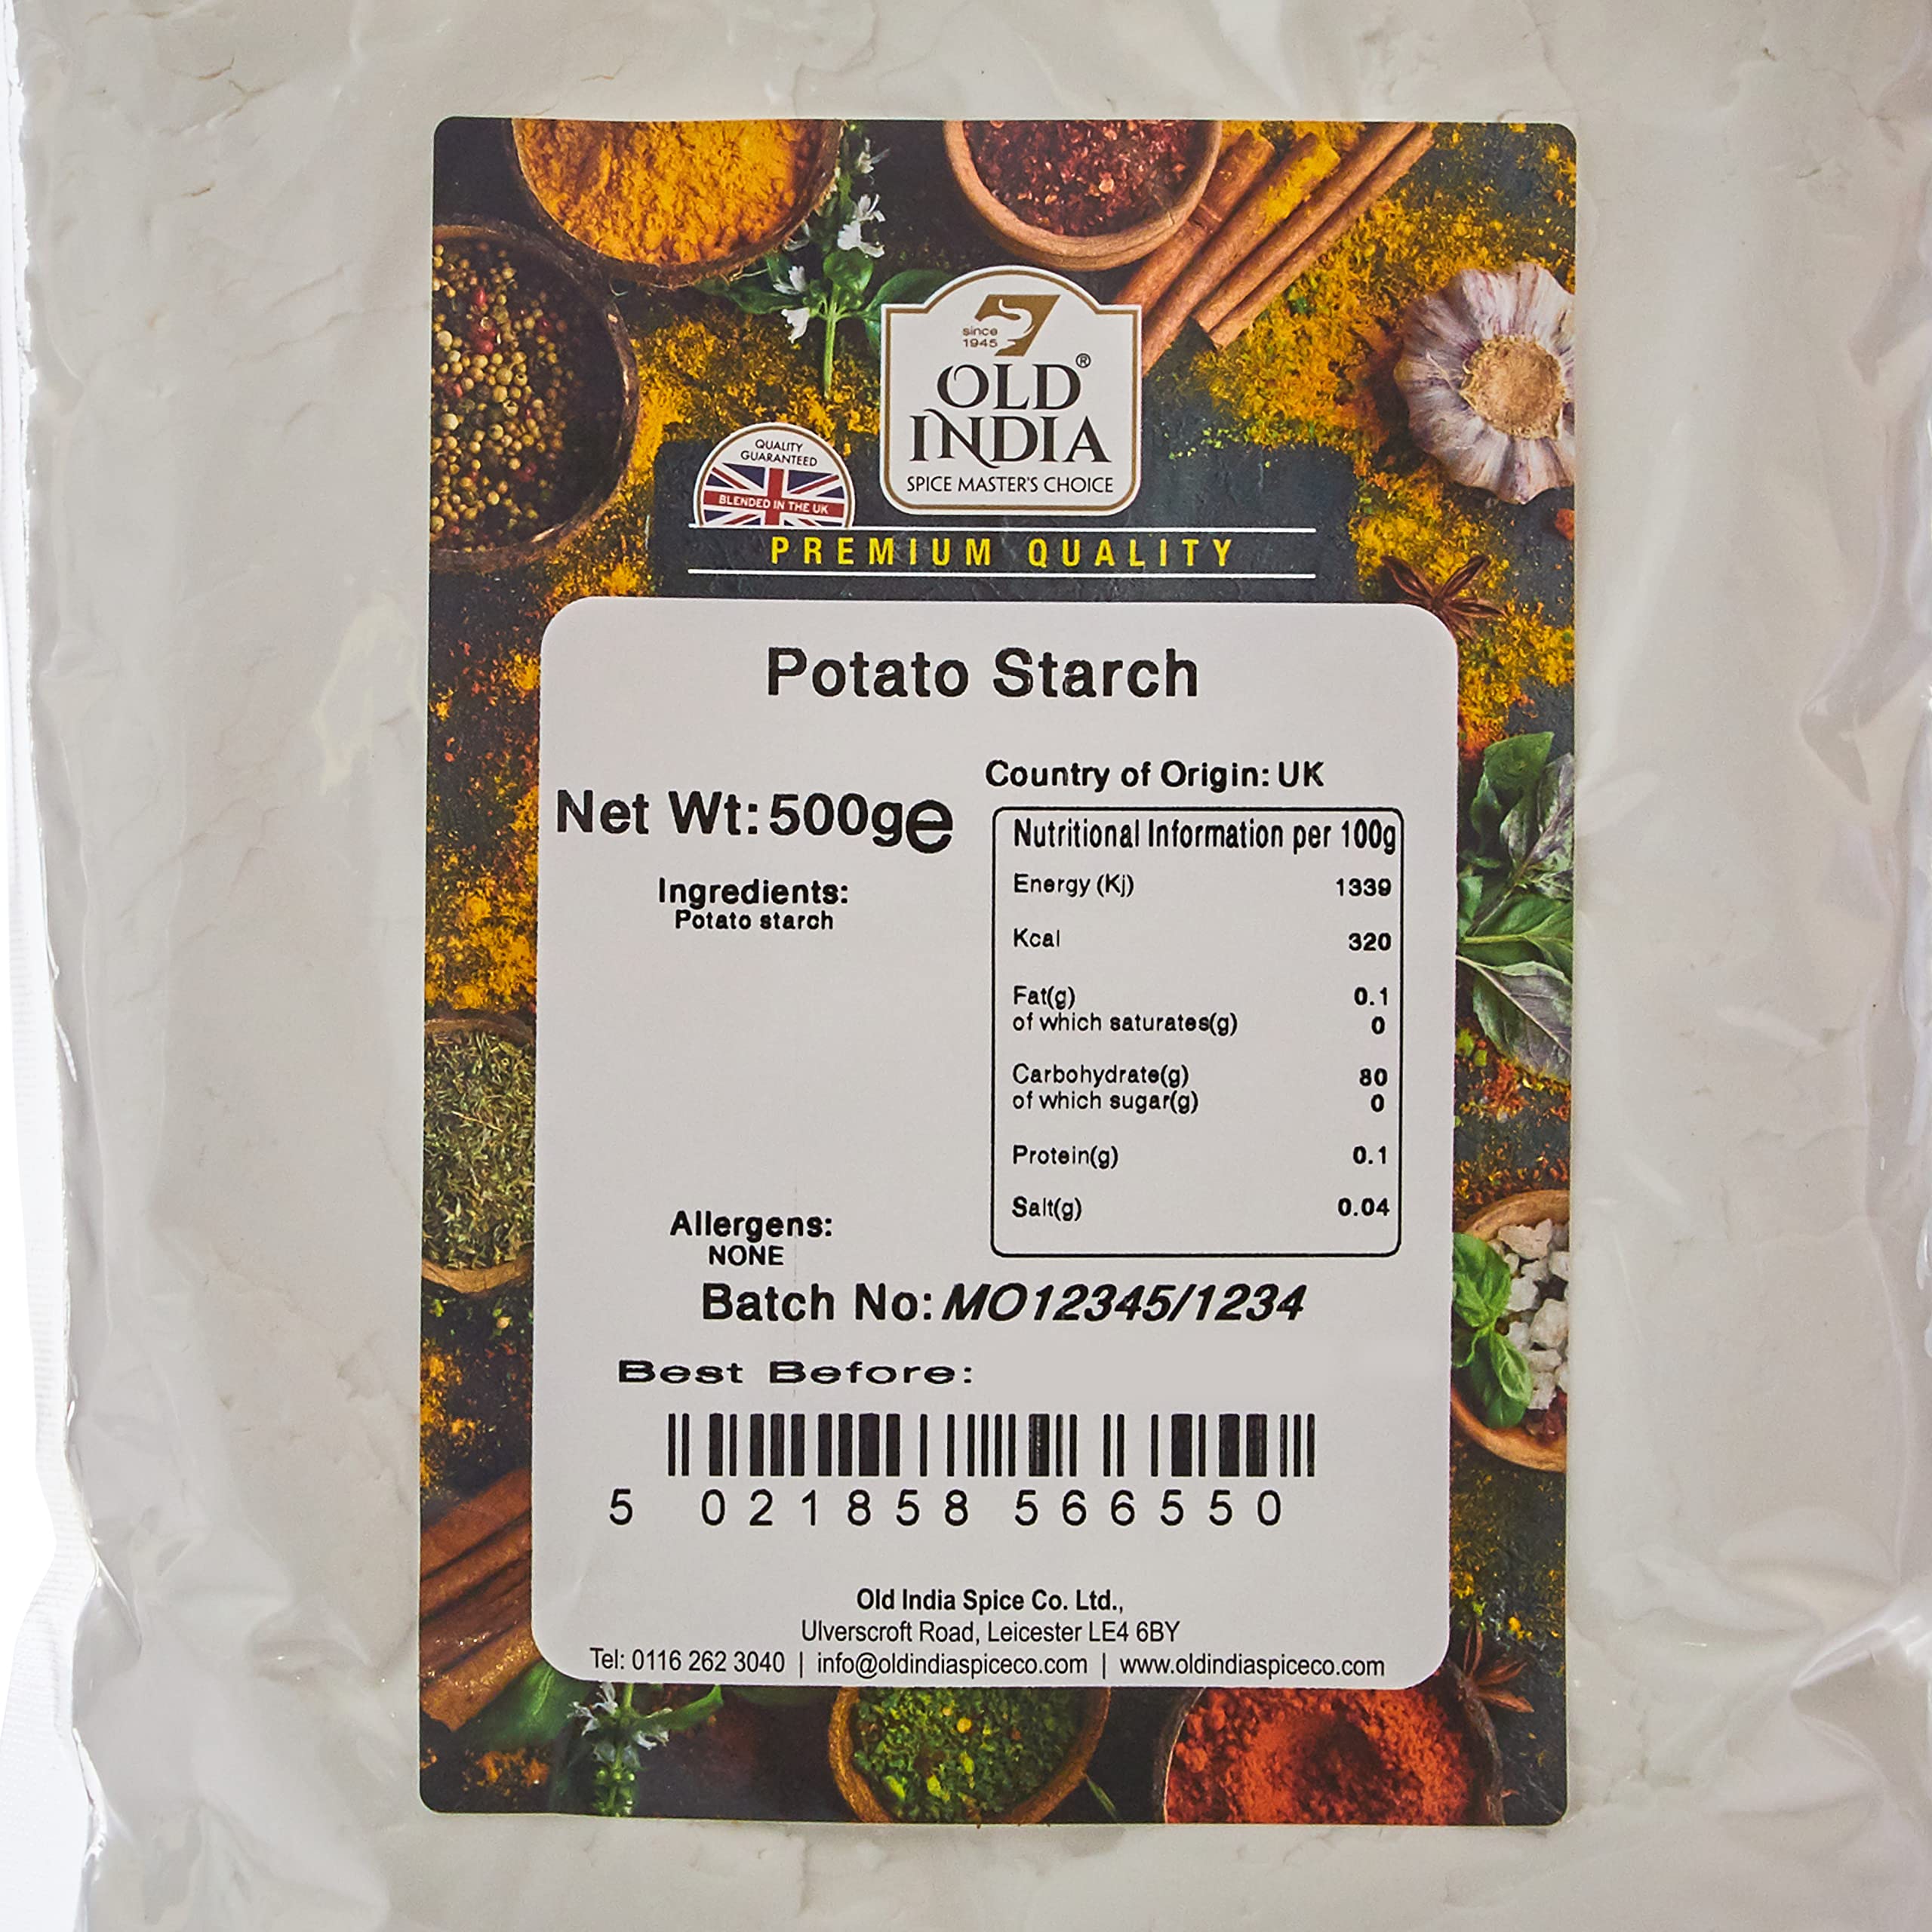 since
1945
OLD®
INDIA
SPICE MASTER'S CHOICE
QUALITY
GUARANTEED
BLENDED IN THE UK
PREMIUM QUALITY
Potato Starch
Country of Origin: UK
Net Wt: 500g℮
Ingredients:
Potato starch
Nutritional Information per 100g
Energy (Kj) 1339
Kcal 320
Fat(g) 0.1
of which saturates(g) 0
Carbohydrate(g) 80
of which sugar(g) 0
Protein(g) 0.1
Salt(g) 0.04
Allergens:
NONE
Batch No: MO12345/1234
Best Before:
5 021858 566550
Old India Spice Co. Ltd.,
Ulverscroft Road, Leicester LE4 6BY
Tel: 0116 262 3040 | info@oldindiaspiceco.com | www.oldindiaspiceco.com